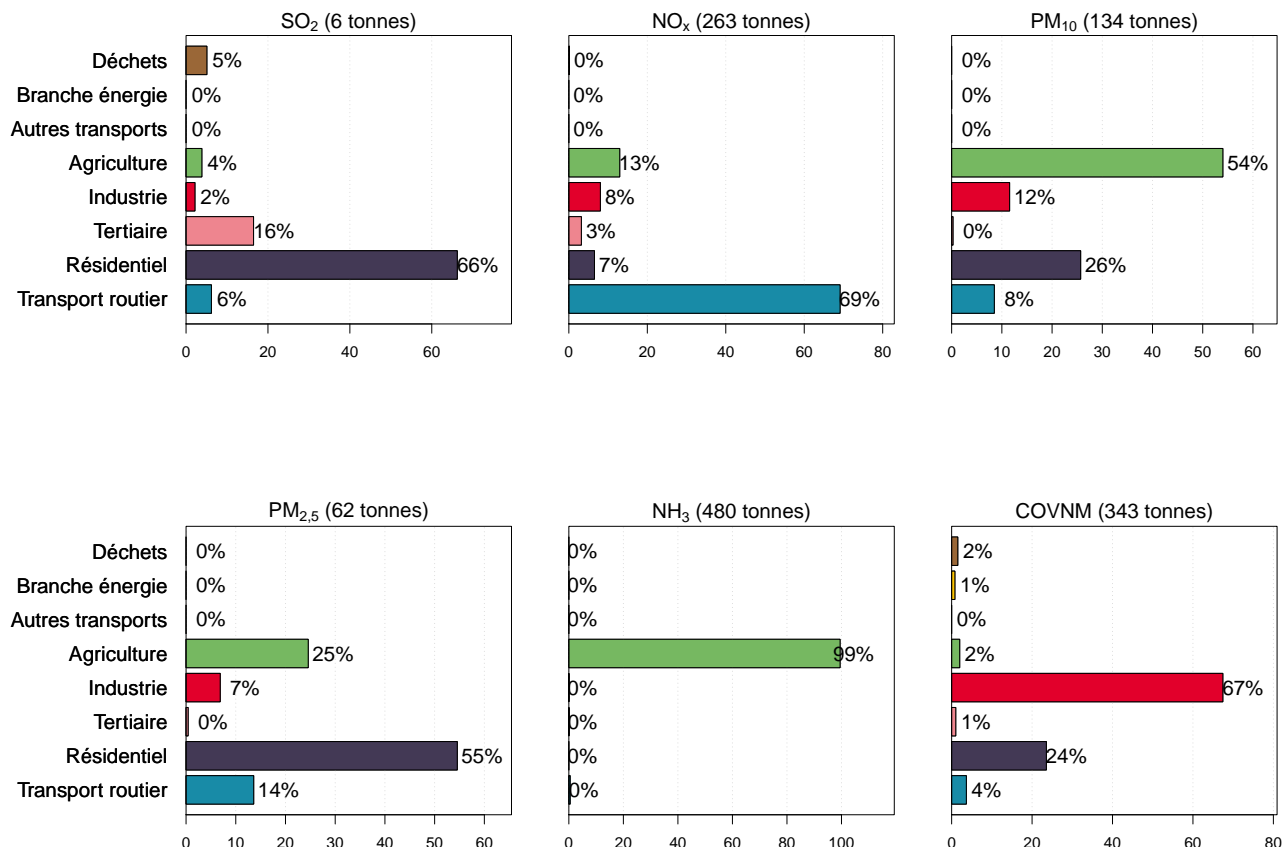 SO₂ (6 tonnes)
Déchets 5%
Branche énergie 0%
Autres transports 0%
Agriculture 4%
Industrie 2%
Tertiaire 16%
Résidentiel 66%
Transport routier 6%
0 20 40 60
NOₓ (263 tonnes)
0%
0%
0%
13%
8%
3%
7%
69%
0 20 40 60 80
PM₁₀ (134 tonnes)
0%
0%
0%
54%
12%
0%
26%
8%
0 10 20 30 40 50 60
PM₂,₅ (62 tonnes)
Déchets 0%
Branche énergie 0%
Autres transports 0%
Agriculture 25%
Industrie 7%
Tertiaire 0%
Résidentiel 55%
Transport routier 14%
0 10 20 30 40 50 60
NH₃ (480 tonnes)
0%
0%
0%
99%
0%
0%
0%
0%
0 20 40 60 80 100
COVNM (343 tonnes)
2%
1%
0%
2%
67%
1%
24%
4%
0 20 40 60 80